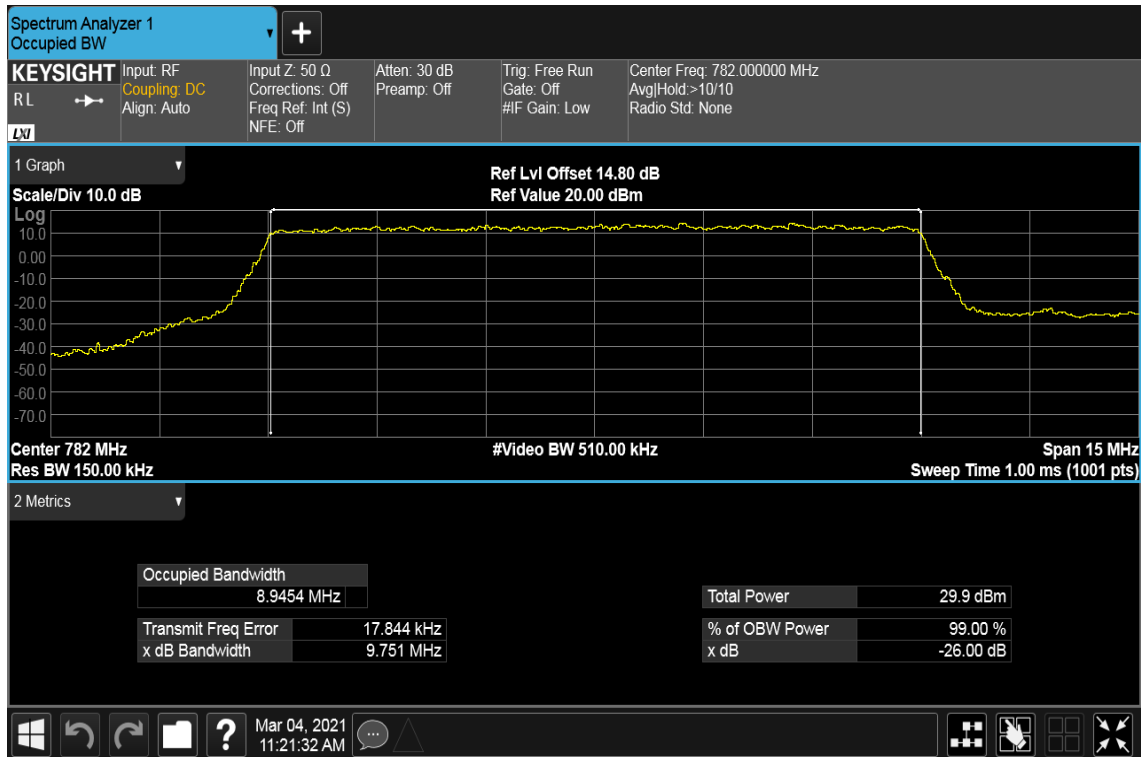 Spectrum Analyzer 1
Occupied BW
+
KEYSIGHT
R L
LXI
Input: RF
Coupling: DC
Align: Auto
Input Z: 50 Ω
Corrections: Off
Freq Ref: Int (S)
NFE: Off
Atten: 30 dB
Preamp: Off
Trig: Free Run
Gate: Off
#IF Gain: Low
Center Freq: 782.000000 MHz
Avg|Hold:>10/10
Radio Std: None
1 Graph
Ref Lvl Offset 14.80 dB
Scale/Div 10.0 dB
Ref Value 20.00 dBm
Log
10.0
0.00
-10.0
-20.0
-30.0
-40.0
-50.0
-60.0
-70.0
Center 782 MHz
#Video BW 510.00 kHz
Span 15 MHz
Res BW 150.00 kHz
Sweep Time 1.00 ms (1001 pts)
2 Metrics
Occupied Bandwidth
8.9454 MHz
Total Power 29.9 dBm
Transmit Freq Error 17.844 kHz
% of OBW Power 99.00 %
x dB Bandwidth 9.751 MHz
x dB -26.00 dB
?
Mar 04, 2021
11:21:32 AM